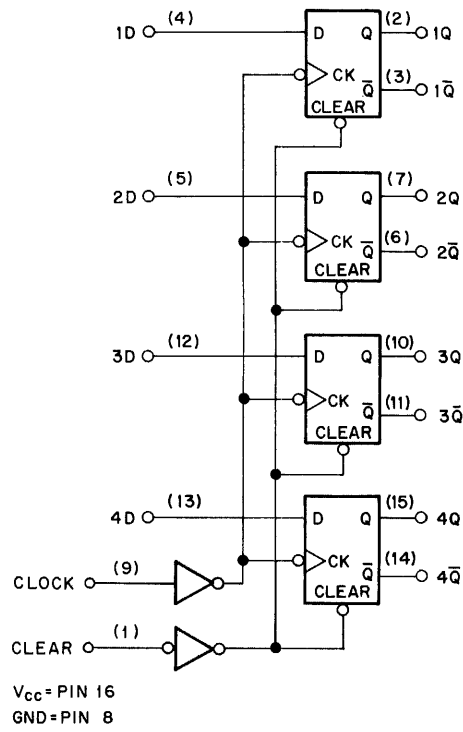 1D (4) D Q (2) 1Q
CK Q̅ (3) 1Q̅
CLEAR
2D (5) D Q (7) 2Q
CK Q̅ (6) 2Q̅
CLEAR
3D (12) D Q (10) 3Q
CK Q̅ (11) 3Q̅
CLEAR
4D (13) D Q (15) 4Q
CK Q̅ (14) 4Q̅
CLOCK (9) CLEAR
CLEAR (1)
VCC = PIN 16
GND = PIN 8